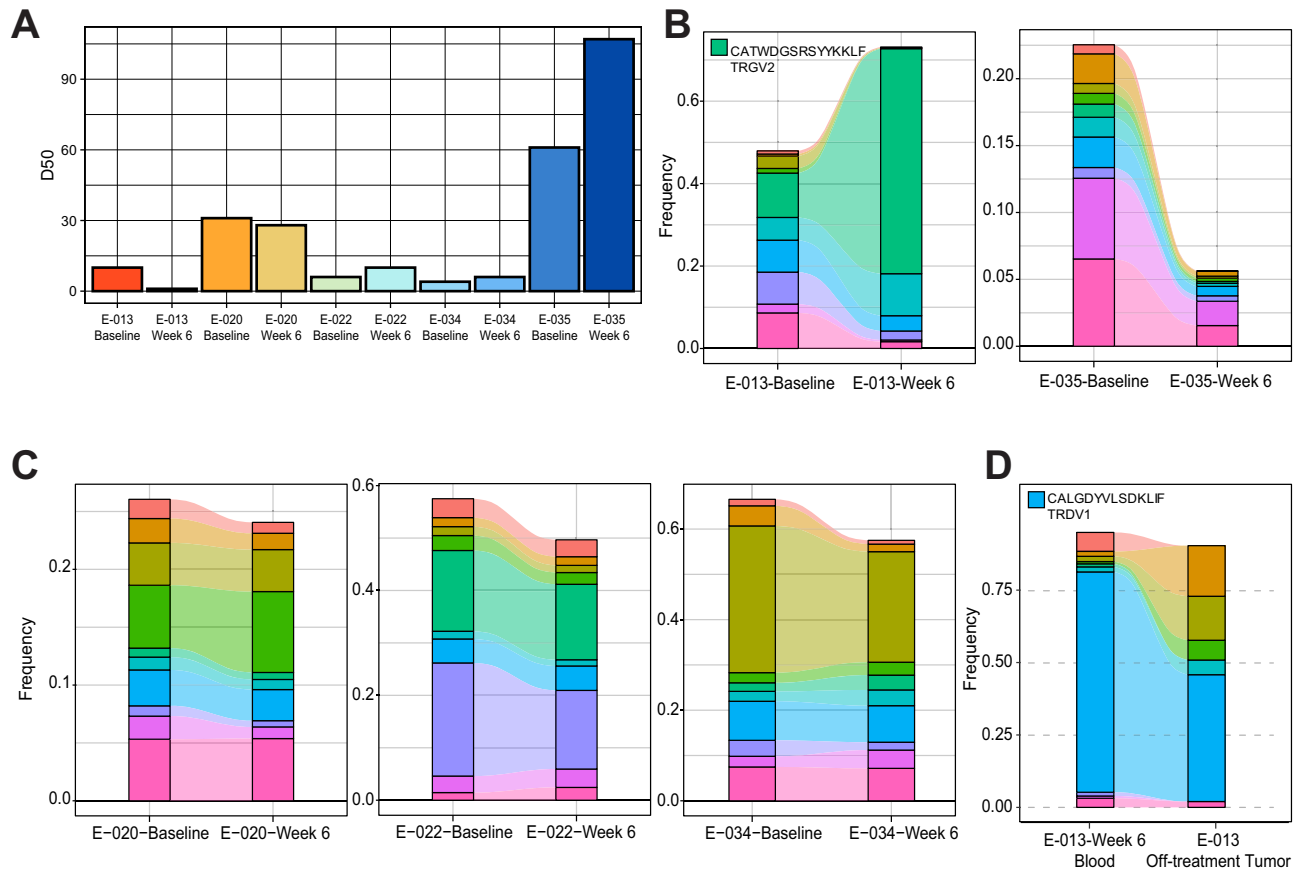 A
D50
90
60
30
0
E-013
Baseline
E-013
Week 6
E-020
Baseline
E-020
Week 6
E-022
Baseline
E-022
Week 6
E-034
Baseline
E-034
Week 6
E-035
Baseline
E-035
Week 6
B
Frequency
0.6
0.4
0.2
0.0
CATWDGSRSYYKKLF
TRGV2
E-013-Baseline
E-013-Week 6
0.20
0.15
0.10
0.05
0.00
E-035-Baseline
E-035-Week 6
C
Frequency
0.2
0.1
0.0
E−020−Baseline
E−020−Week 6
0.6
0.4
0.2
0.0
E−022−Baseline
E−022−Week 6
0.6
0.4
0.2
0.0
E−034−Baseline
E−034−Week 6
D
Frequency
0.75
0.50
0.25
0.00
CALGDYVLSDKLIF
TRDV1
E-013-Week 6
Blood
E-013
Off-treatment Tumor